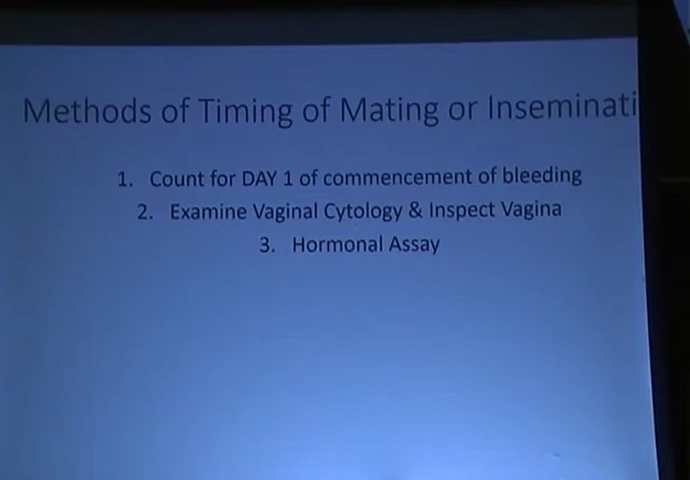 Methods of Timing of Mating or Inseminati
1. Count for DAY 1 of commencement of bleeding
2. Examine Vaginal Cytology & Inspect Vagina
3. Hormonal Assay